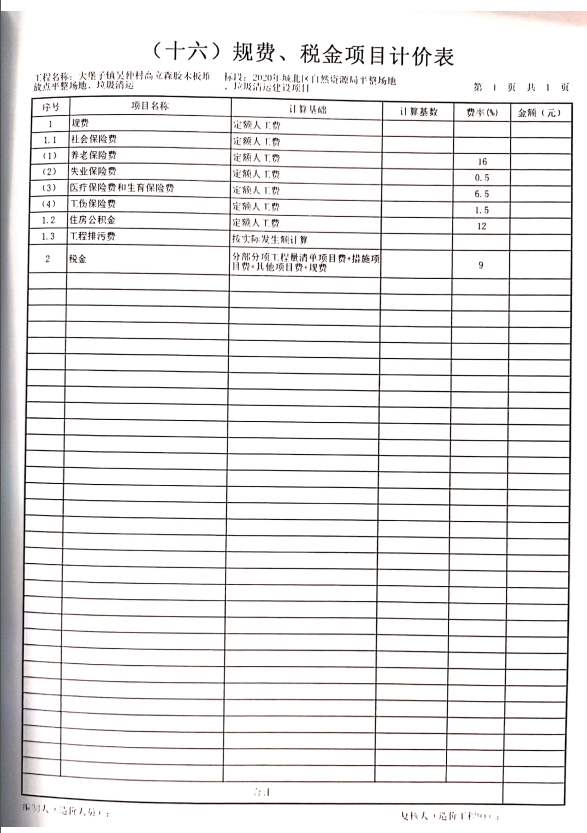 （十六）规费、税金项目计价表
工程名称：大堡子镇吴仲村高立森胶木板堆 标段：2020年城北区自然资源局平整场地
放点平整场地、垃圾清运 、垃圾清运建设项目 第 1 页 共 1 页
序号 项目名称 计算基础 计算基数 费率(%) 金额（元）
1 规费 定额人工费
1.1 社会保险费 定额人工费
(1) 养老保险费 定额人工费 16
(2) 失业保险费 定额人工费 0.5
(3) 医疗保险费和生育保险费 定额人工费 6.5
(4) 工伤保险费 定额人工费 1.5
1.2 住房公积金 定额人工费 12
1.3 工程排污费 按实际发生额计算
2 税金 分部分项工程量清单项目费+措施项 9
目费+其他项目费+规费
合计
编制人（造价人员）： 复核人（造价工程师）：